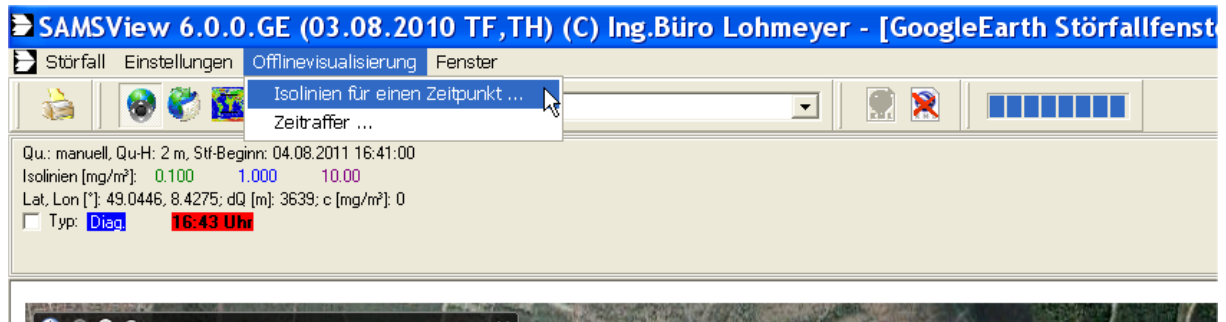 SAMSView 6.0.0.GE (03.08.2010 TF,TH) (C) Ing.Büro Lohmeyer - [GoogleEarth Störfallfenst
Störfall Einstellungen Offlinevisualisierung Fenster
Isolinien für einen Zeitpunkt ...
Zeitraffer ...
Qu.: manuell, Qu-H: 2 m, Stf-Beginn: 04.08.2011 16:41:00
Isolinien [mg/m³]: 0.100 1.000 10.00
Lat, Lon [°]: 49.0446, 8.4275; dQ [m]: 3639; c [mg/m³]: 0
Typ: Diag. 16:43 Uhr